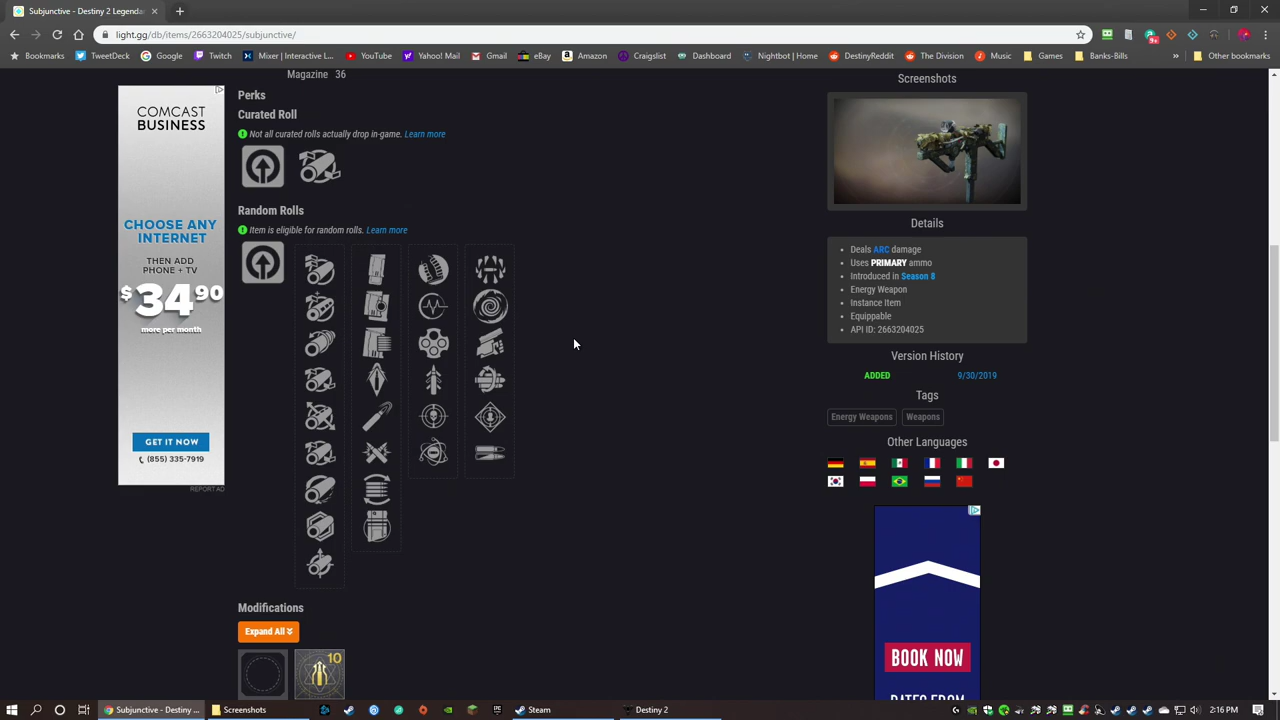 Subjunctive - Destiny 2 Legen
light.gg/db/items/2663204025/subjunctive/
Bookmarks TweetDeck Google Twitch Mixer | Interactive L... YouTube Yahoo! Mail Gmail eBay Amazon Craigslist Dashboard Nightbot | Home DestinyReddit The Division Actions Music Games Banks-Bills » Other bookmarks
Magazine 36
Perks
Curated Roll
Not all curated rolls actually drop in-game. Learn more
Random Rolls
Item is eligible for random rolls. Learn more
Modifications
Expand All
10
COMCAST
BUSINESS
CHOOSE ANY
INTERNET
THEN ADD
PHONE + TV
$34.90
more per month
GET IT NOW
(855) 335-7919
REPORT AD
Screenshots
Details
Deals ARC damage
Uses PRIMARY ammo
Introduced in Season 8
Energy Weapon
Instance Item
Equippable
API ID: 2663204025
Version History
ADDED 9/30/2019
Tags
Energy Weapons Weapons
Other Languages
BOOK NOW
DATES FROM
Subjunctive - Destiny ... Screenshots Steam Destiny 2 2:16 PM